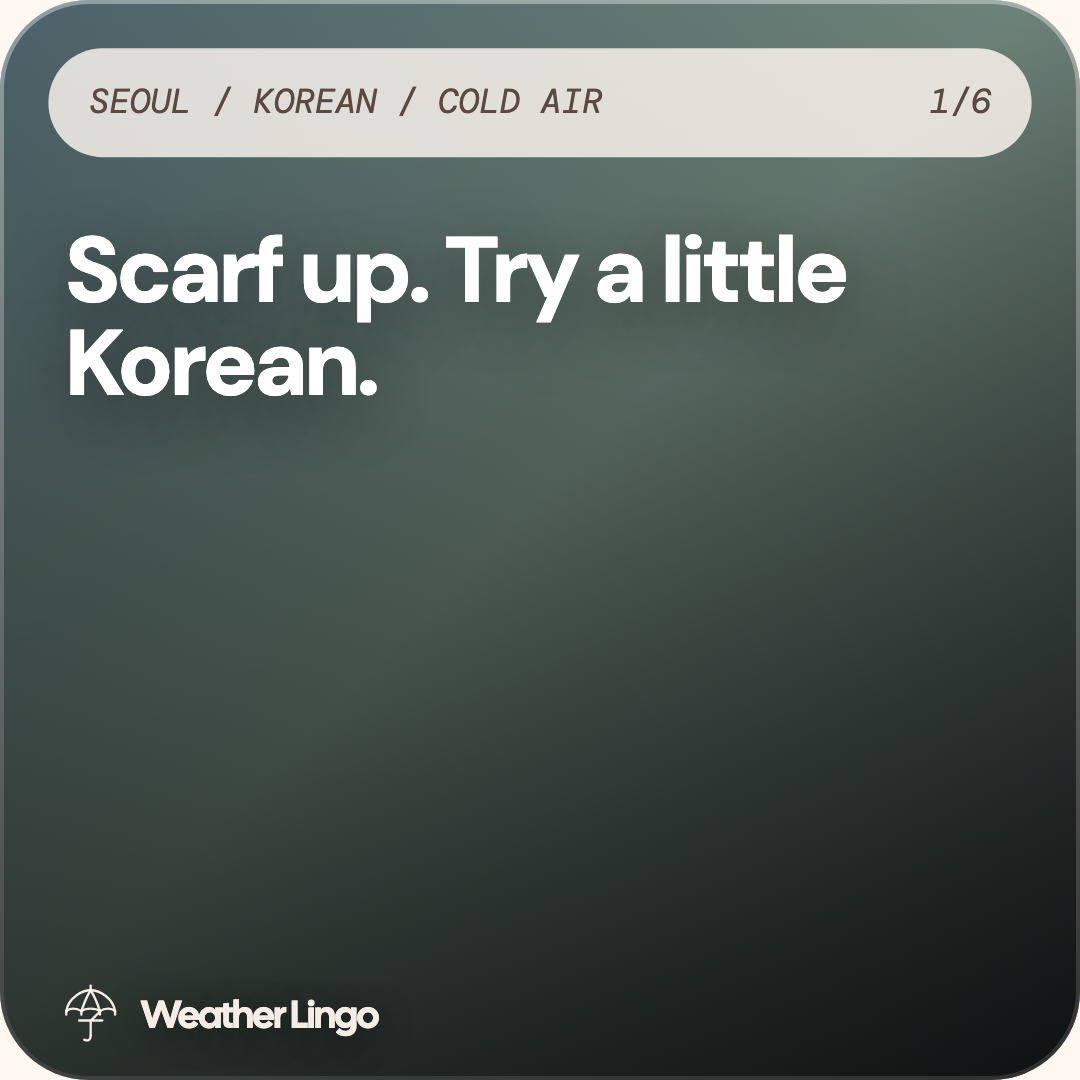 SEOUL / KOREAN / COLD AIR 1/6
Scarf up. Try a little
Korean.
Weather Lingo